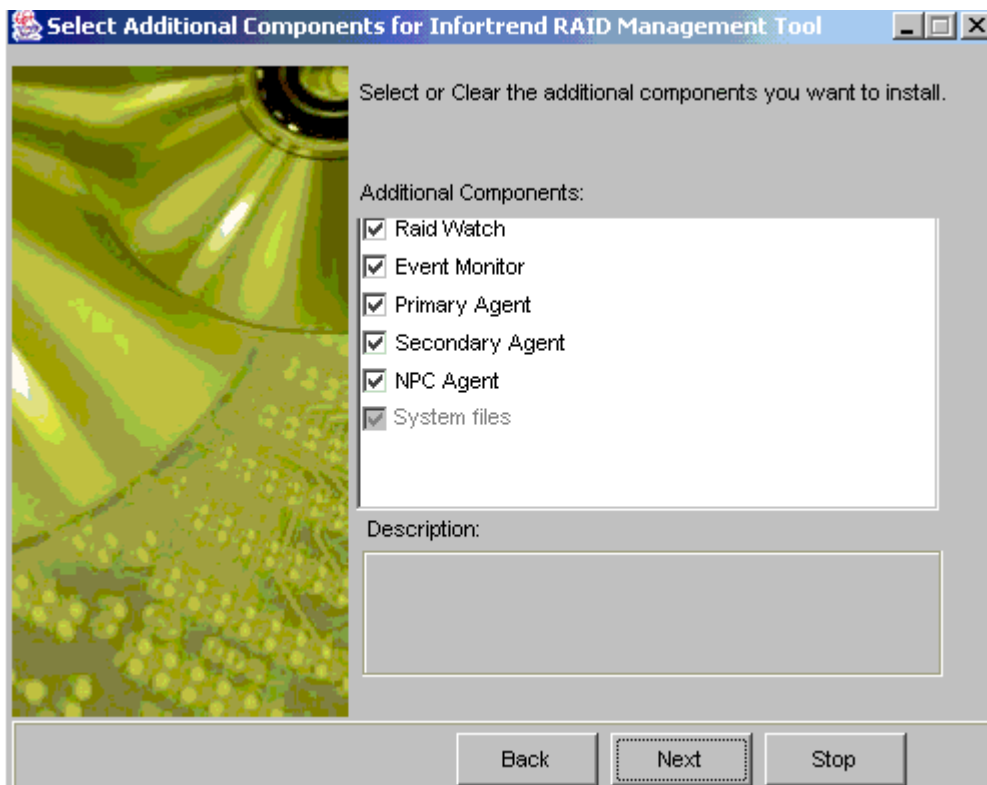 Select Additional Components for Infortrend RAID Management Tool
Select or Clear the additional components you want to install.
Additional Components:
Raid Watch
Event Monitor
Primary Agent
Secondary Agent
NPC Agent
System files
Description:
Back
Next
Stop